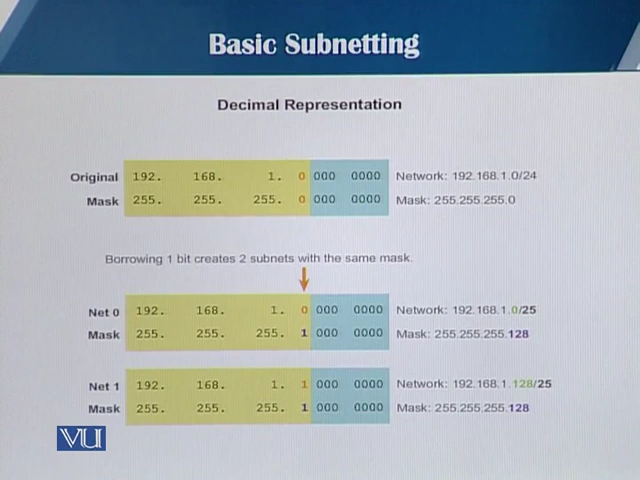 Basic Subnetting
Decimal Representation
Original 192. 168. 1. 0 000 0000 Network: 192.168.1.0/24
Mask 255. 255. 255. 0 000 0000 Mask: 255.255.255.0
Borrowing 1 bit creates 2 subnets with the same mask.
Net 0 192. 168. 1. 0 000 0000 Network: 192.168.1.0/25
Mask 255. 255. 255. 1 000 0000 Mask: 255.255.255.128
Net 1 192. 168. 1. 1 000 0000 Network: 192.168.1.128/25
Mask 255. 255. 255. 1 000 0000 Mask: 255.255.255.128
VU